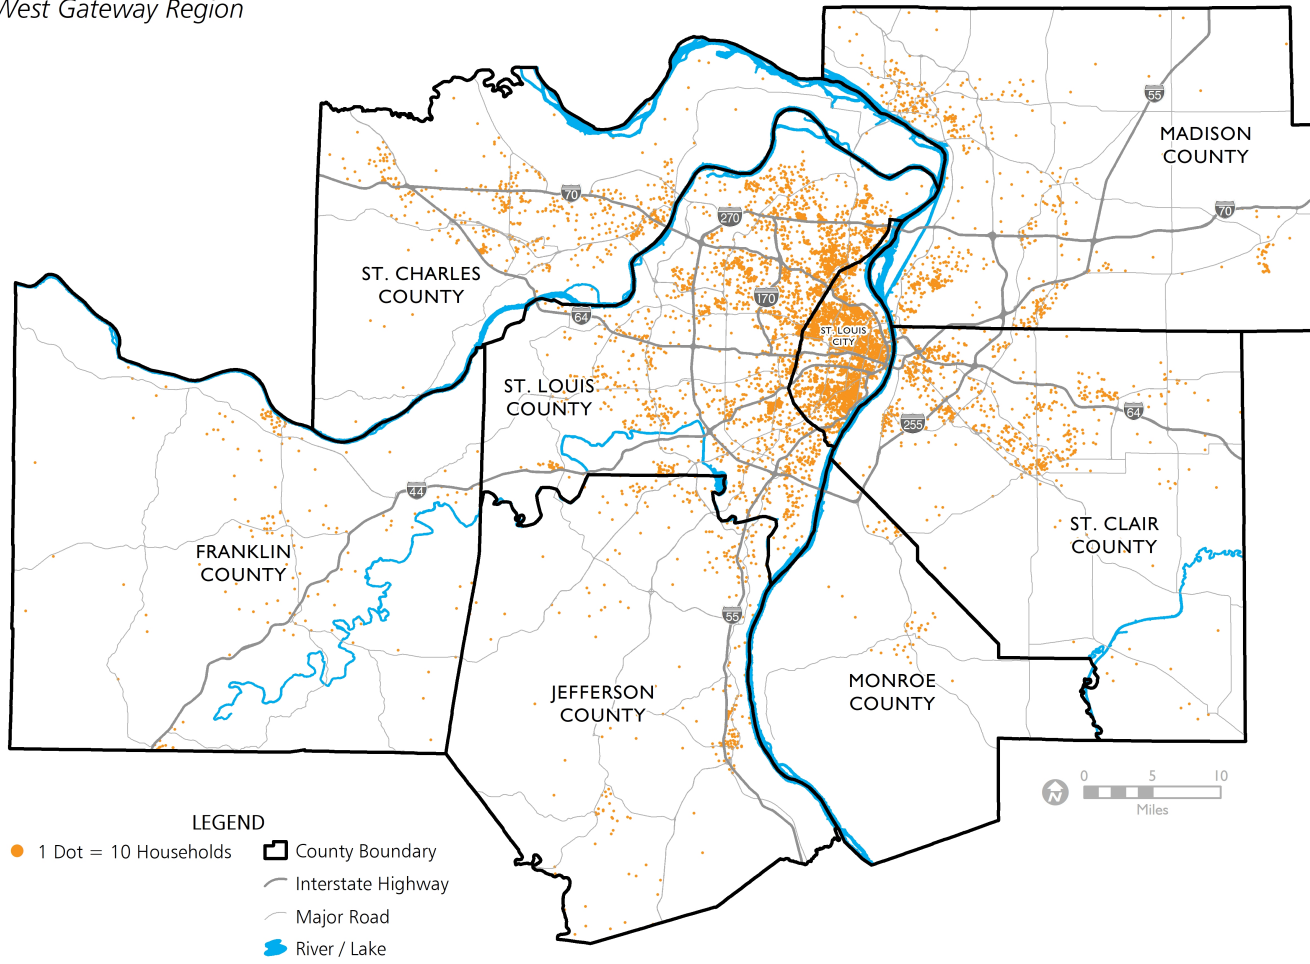 West Gateway Region
55
MADISON
COUNTY
70
270
70
ST. CHARLES
COUNTY
170
64
ST. LOUIS
CITY
ST. LOUIS
COUNTY
64
255
44
ST. CLAIR
COUNTY
FRANKLIN
COUNTY
55
JEFFERSON
COUNTY
MONROE
COUNTY
0 5 10
N
Miles
LEGEND
1 Dot = 10 Households
County Boundary
Interstate Highway
Major Road
River / Lake